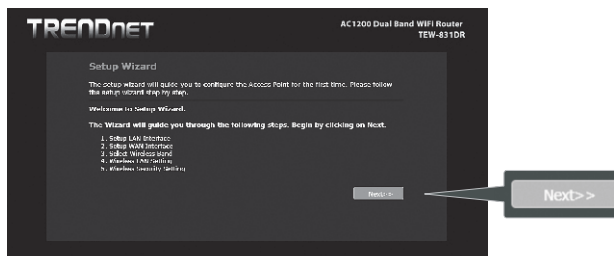 TRENDnET
AC1200 Dual Band WiFi Router
TEW-831DR
Setup Wizard
The setup wizard will guide you to configure the Access Point for the first time. Please follow
the setup wizard step by step.
Welcome to Setup Wizard.
The Wizard will guide you through the following steps. Begin by clicking on Next.
1. Setup LAN Interface
2. Setup WAN Interface
3. Select Wireless Band
4. Wireless LAN Setting
5. Wireless Security Setting
Next>>
Next>>